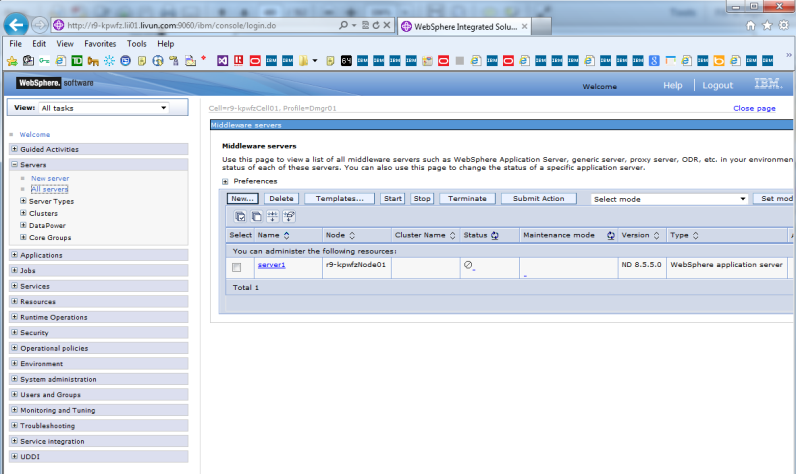 http://r9-kpwfz.lii01.livun.com:9060/ibm/console/login.do
WebSphere Integrated Solu...
File Edit View Favorites Tools Help
WebSphere. software
Welcome
Help
Logout
IBM.
View: All tasks
Cell=r9-kpwfzCell01, Profile=Dmgr01
Close page
Welcome
Guided Activities
Servers
New server
All servers
Server Types
Clusters
DataPower
Core Groups
Applications
Jobs
Services
Resources
Runtime Operations
Security
Operational policies
Environment
System administration
Users and Groups
Monitoring and Tuning
Troubleshooting
Service integration
UDDI
Middleware servers
Middleware servers
Use this page to view a list of all middleware servers such as WebSphere Application Server, generic server, proxy server, ODR, etc. in your environmen
status of each of these servers. You can also use this page to change the status of a specific application server.
Preferences
New... Delete Templates... Start Stop Terminate Submit Action Select mode Set mod
Select Name Node Cluster Name Status Maintenance mode Version Type
You can administer the following resources:
server1 r9-kpwfzNode01 ND 8.5.5.0 WebSphere application server
Total 1